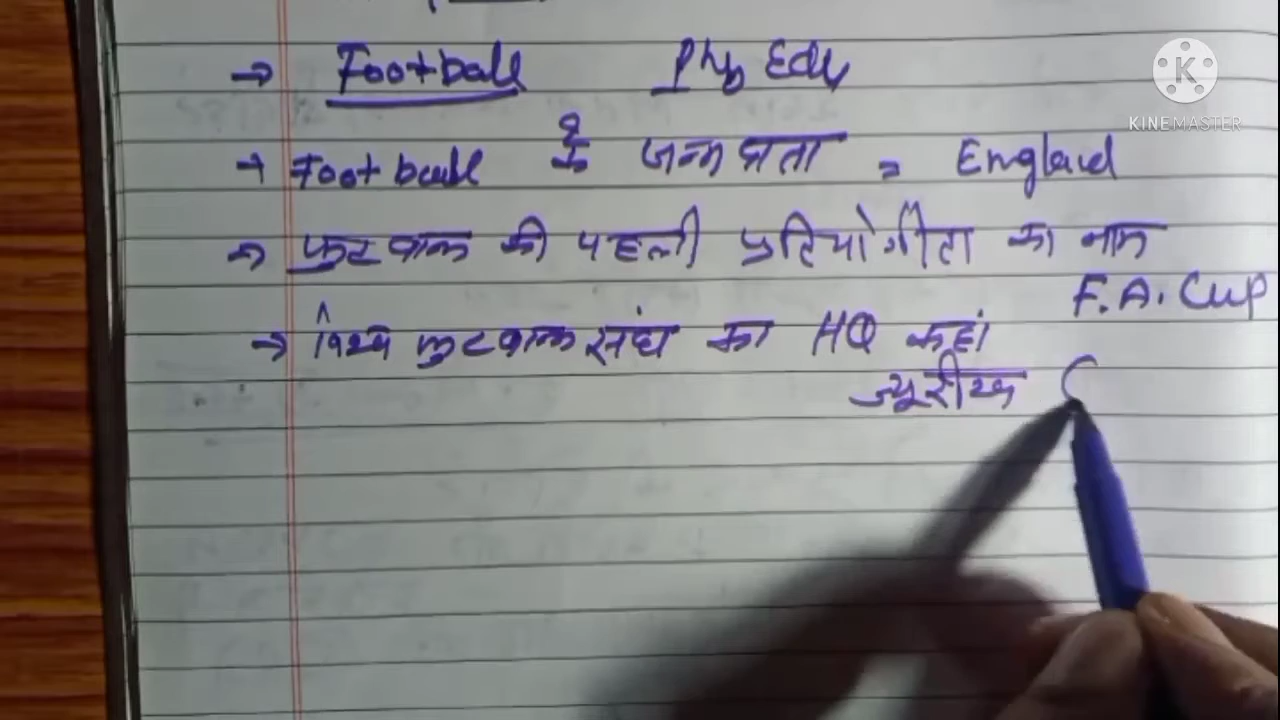 → Football Phy Edu
→ Football के जन्मदाता = England
→ फुटबाल की पहली प्रतियोगीता का नाम
F.A. Cup
→ विश्व फुटबाल संघ का HQ कहां
ज्यूरीख (
KINEMASTER